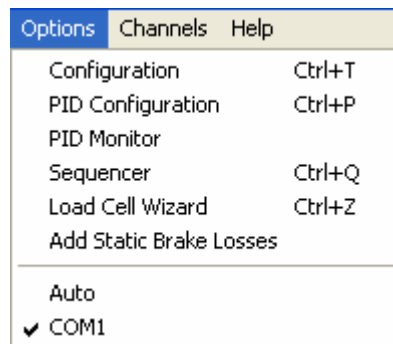 Options Channels Help
Configuration Ctrl+T
PID Configuration Ctrl+P
PID Monitor
Sequencer Ctrl+Q
Load Cell Wizard Ctrl+Z
Add Static Brake Losses
Auto
✔ COM1